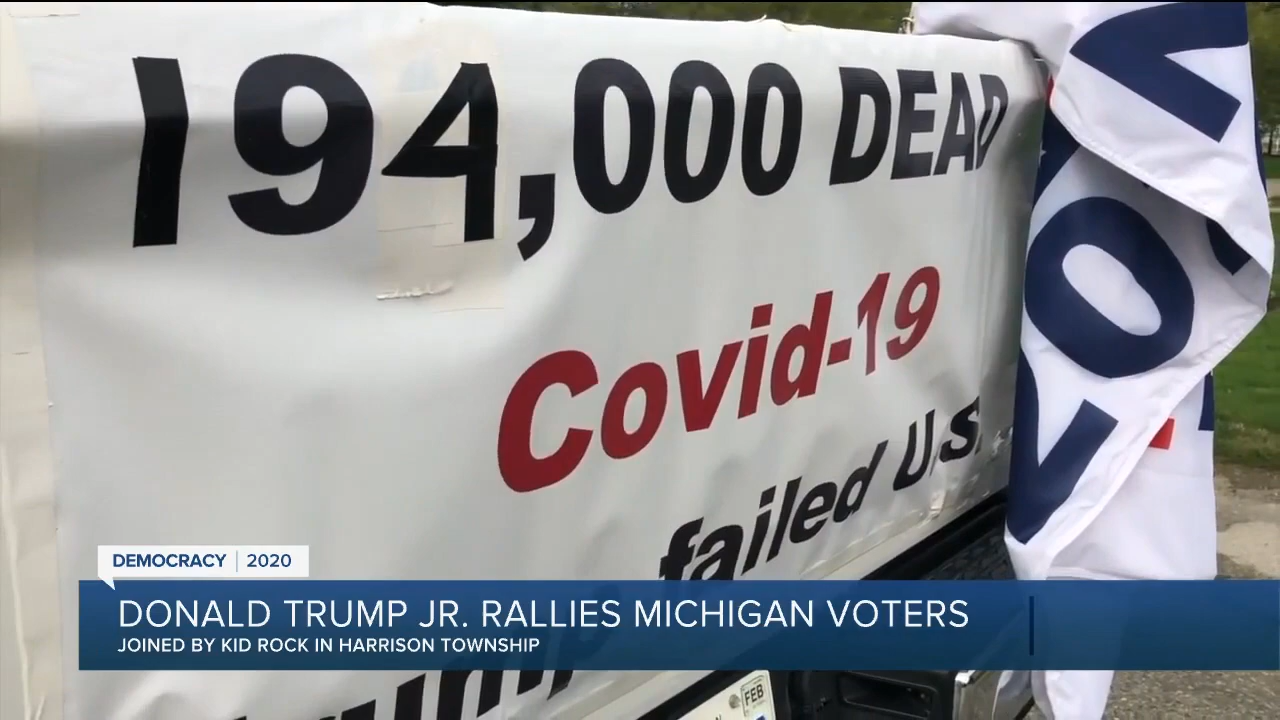 194,000 DEAD
Covid-19
failed U.S.
DEMOCRACY | 2020
DONALD TRUMP JR. RALLIES MICHIGAN VOTERS
JOINED BY KID ROCK IN HARRISON TOWNSHIP
FEB